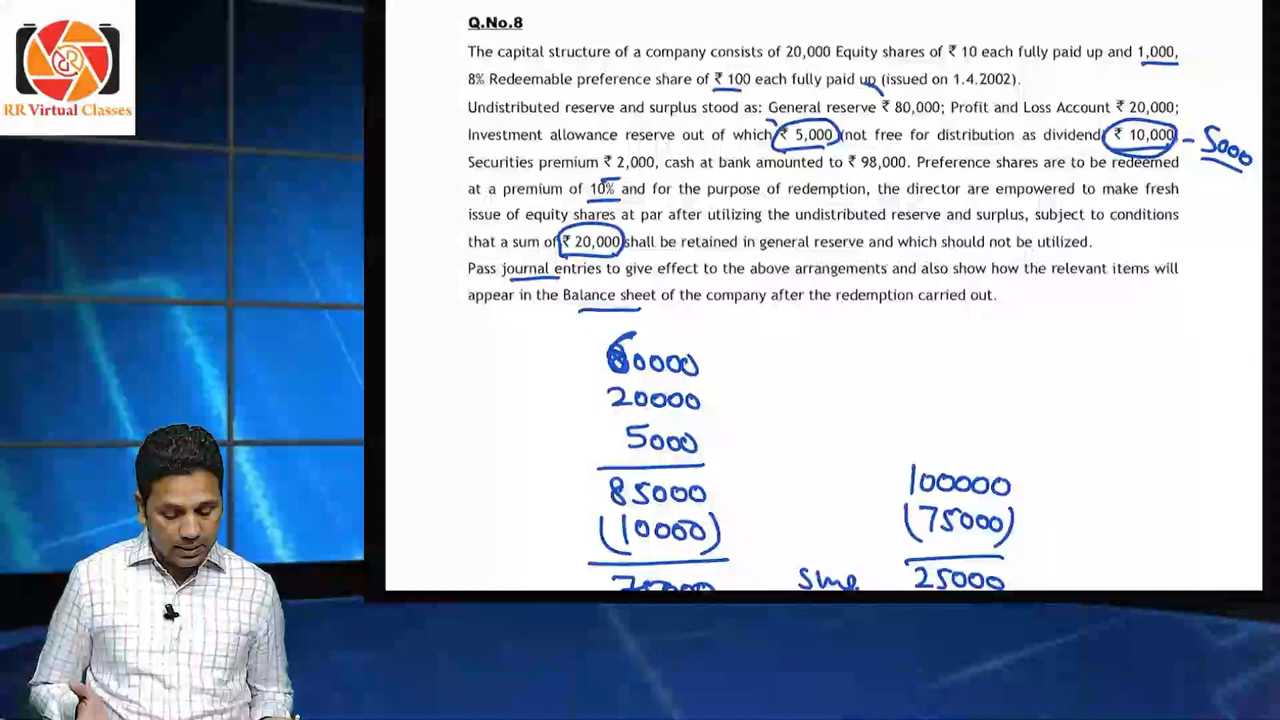 RR Virtual Classes
Q.No.8
The capital structure of a company consists of 20,000 Equity shares of ₹ 10 each fully paid up and 1,000,
8% Redeemable preference share of ₹ 100 each fully paid up (issued on 1.4.2002).
Undistributed reserve and surplus stood as: General reserve ₹ 80,000; Profit and Loss Account ₹ 20,000;
Investment allowance reserve out of which ₹ 5,000 (not free for distribution as dividend) ₹ 10,000 - 5000
Securities premium ₹ 2,000, cash at bank amounted to ₹ 98,000. Preference shares are to be redeemed
at a premium of 10% and for the purpose of redemption, the director are empowered to make fresh
issue of equity shares at par after utilizing the undistributed reserve and surplus, subject to conditions
that a sum of ₹ 20,000 shall be retained in general reserve and which should not be utilized.
Pass journal entries to give effect to the above arrangements and also show how the relevant items will
appear in the Balance sheet of the company after the redemption carried out.
60000
20000
5000
85000
(10000)
100000
(75000)
25000